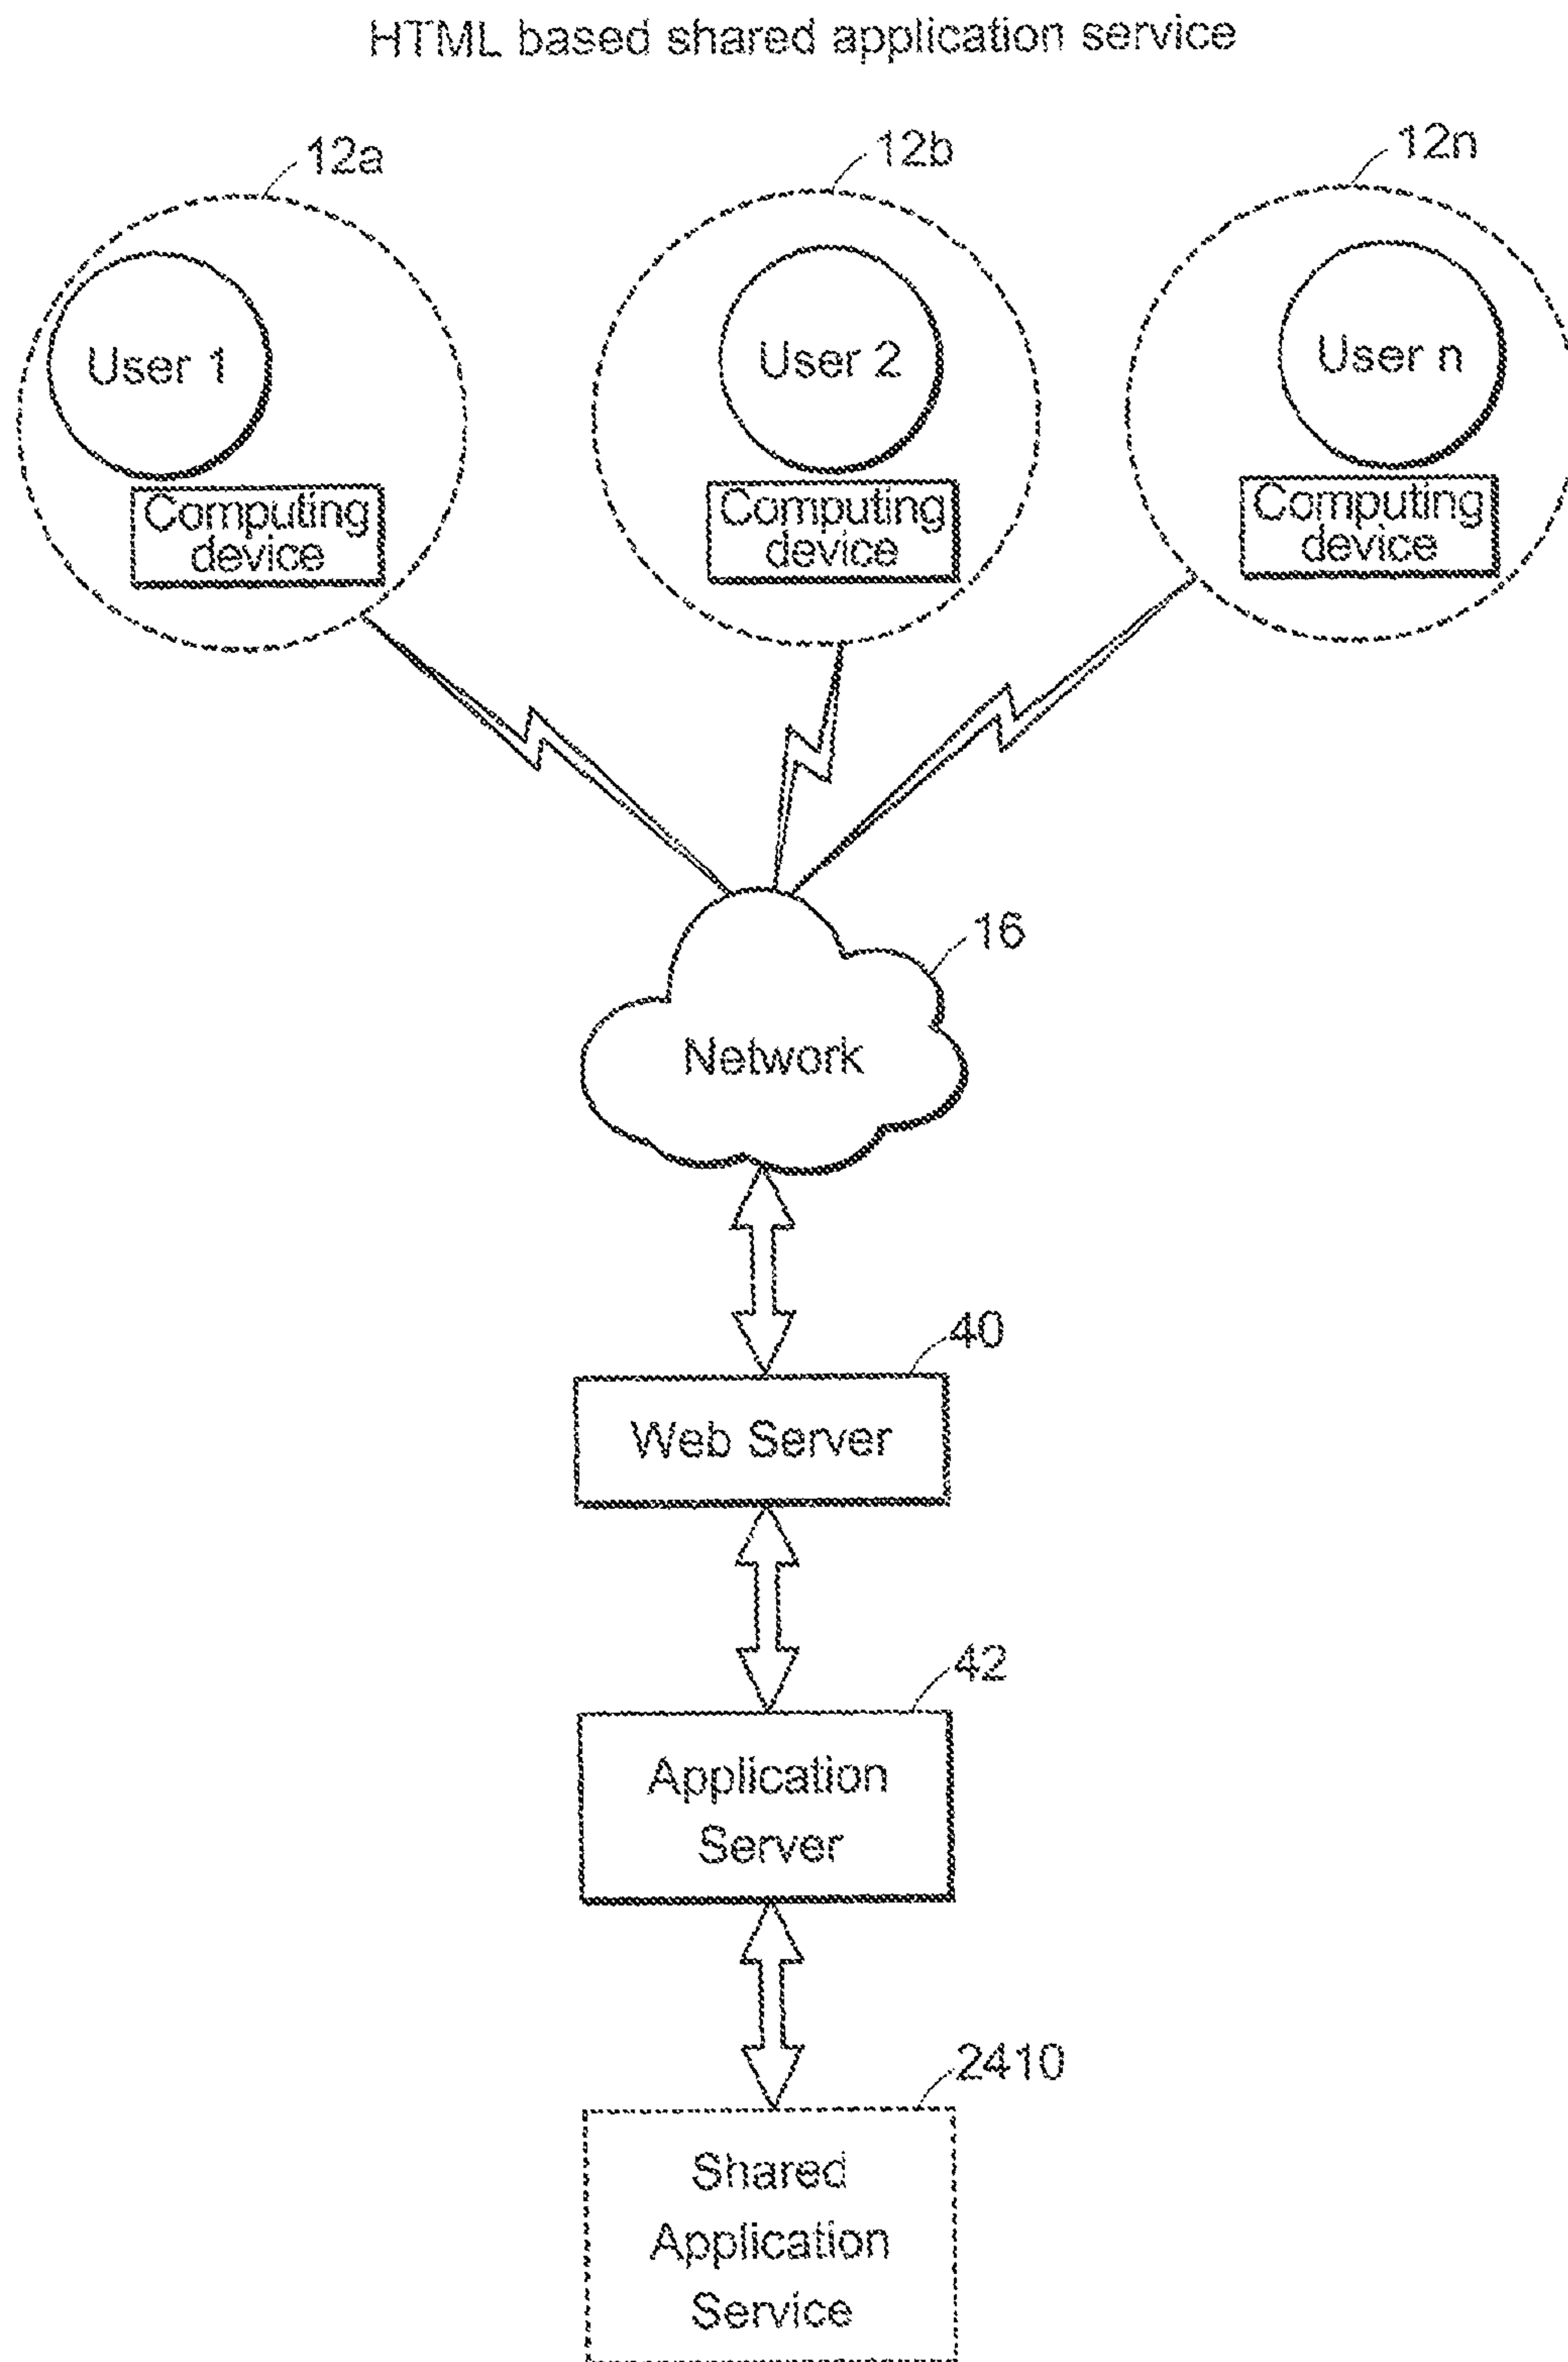 HTML based shared application service
12a
12b
12n
User 1
User 2
User n
Computing
device
Computing
device
Computing
device
16
Network
40
Web Server
42
Application
Server
2410
Shared
Application
Service